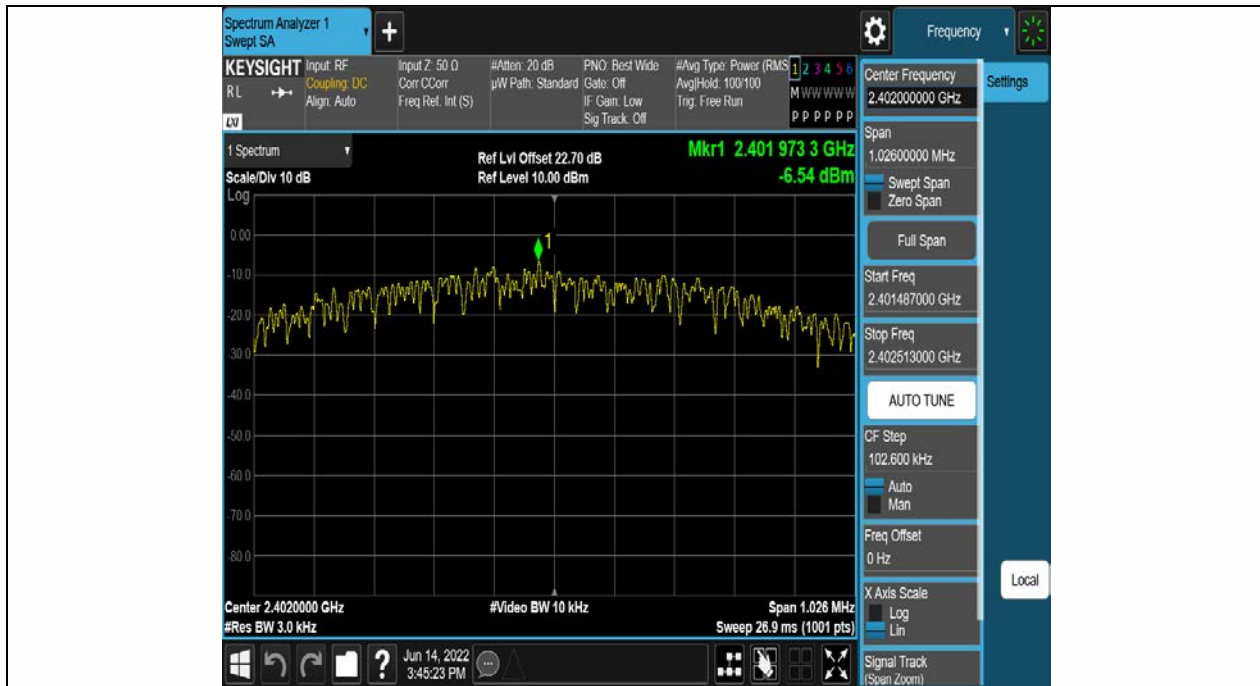 Spectrum Analyzer 1
Swept SA
+
Frequency
KEYSIGHT
RL
LXI
Input: RF
Coupling: DC
Align: Auto
Input Z: 50 Ω
Corr CCorr
Freq Ref: Int (S)
#Atten: 20 dB
µW Path: Standard
PNO: Best Wide
Gate: Off
IF Gain: Low
Sig Track: Off
#Avg Type: Power (RMS
Avg|Hold: 100/100
Trig: Free Run
1 2 3 4 5 6
M W W W W W
P P P P P P
1 Spectrum
Scale/Div 10 dB
Ref Lvl Offset 22.70 dB
Ref Level 10.00 dBm
Mkr1 2.401 973 3 GHz
-6.54 dBm
Log
1
0.00
-10.0
-20.0
-30.0
-40.0
-50.0
-60.0
-70.0
-80.0
Center 2.4020000 GHz
#Video BW 10 kHz
Span 1.026 MHz
#Res BW 3.0 kHz
Sweep 26.9 ms (1001 pts)
?
Jun 14, 2022
3:45:23 PM
Center Frequency
2.402000000 GHz
Settings
Span
1.02600000 MHz
Swept Span
Zero Span
Full Span
Start Freq
2.401487000 GHz
Stop Freq
2.402513000 GHz
AUTO TUNE
CF Step
102.600 kHz
Auto
Man
Freq Offset
0 Hz
X Axis Scale
Log
Lin
Local
Signal Track
(Span Zoom)